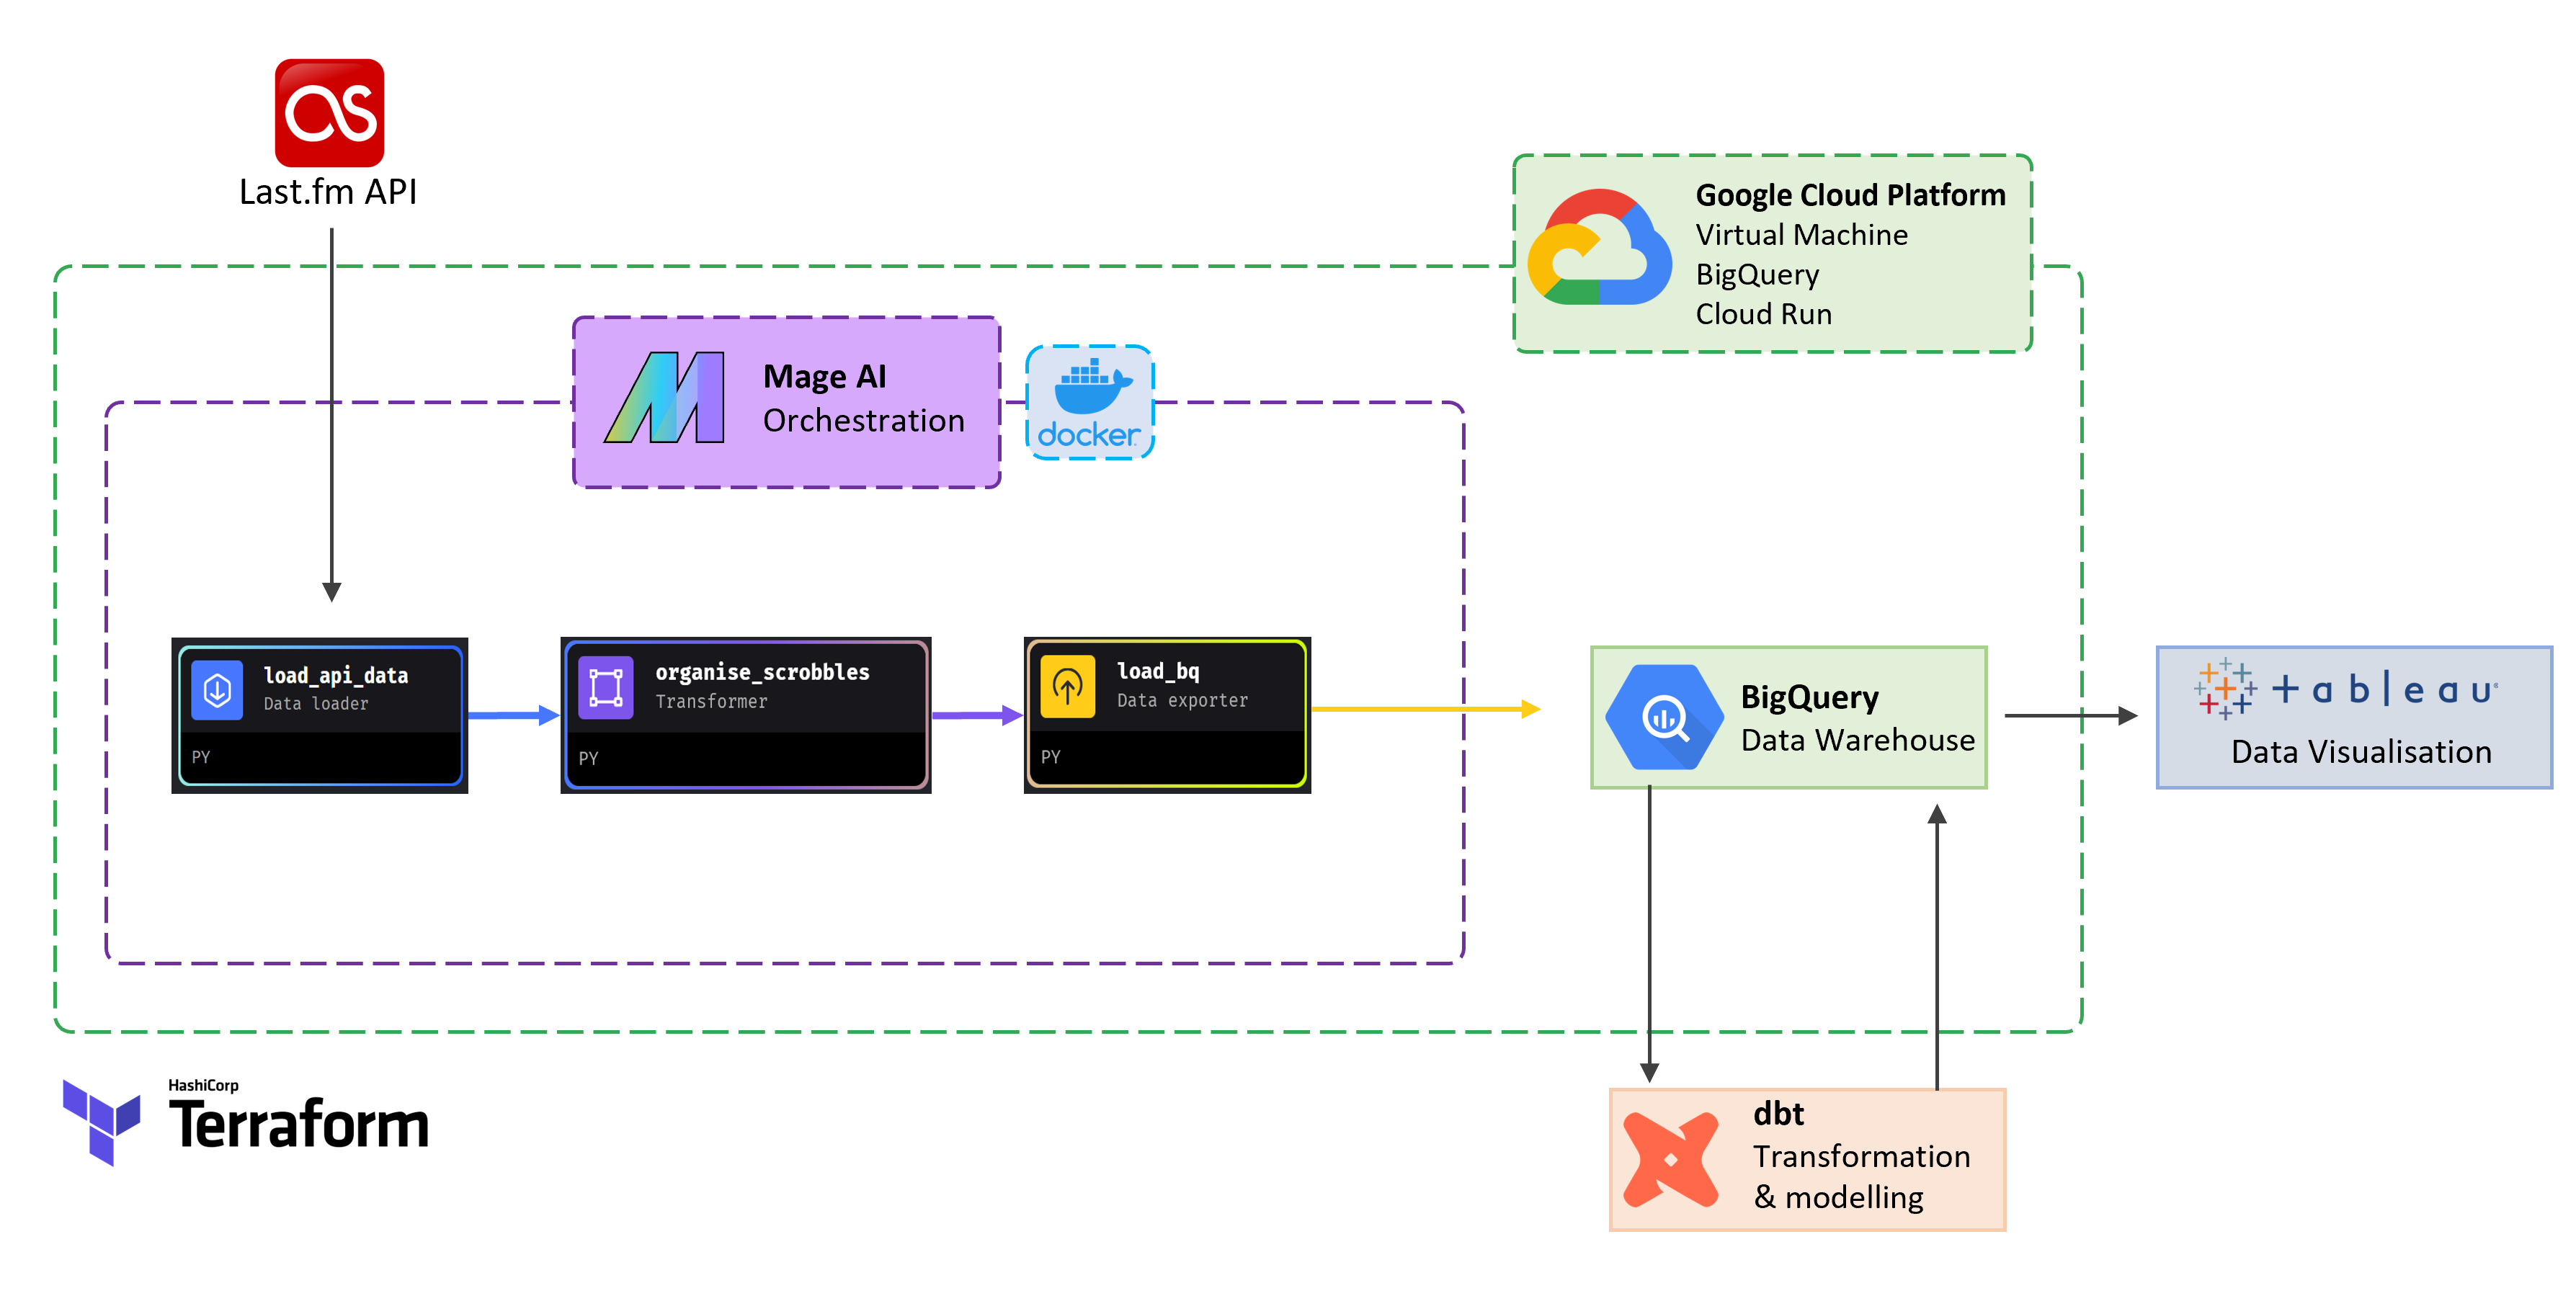 Last.fm API
Google Cloud Platform
Virtual Machine
BigQuery
Cloud Run
Mage AI
Orchestration
docker
load_api_data
Data loader
PY
organise_scrobbles
Transformer
PY
load_bq
Data exporter
PY
BigQuery
Data Warehouse
+ableau
Data Visualisation
HashiCorp
Terraform
dbt
Transformation
& modelling